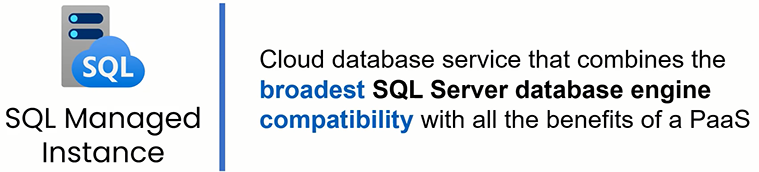 SQL
SQL Managed
Instance
Cloud database service that combines the
broadest SQL Server database engine
compatibility with all the benefits of a PaaS